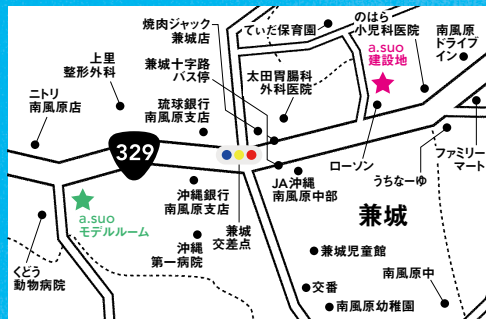 焼肉ジャック
兼城店
ていだ保育園
のはら
小児科医院
南風原
ドライブ
イン
a.suo
建設地
上里
整形外科
兼城十字路
バス停
太田胃腸科
外科医院
ニトリ
南風原店
琉球銀行
南風原支店
329
ローソン
ファミリー
マート
うちなーゆ
JA沖縄
南風原中部
沖縄銀行
南風原支店
兼城
交差点
兼城
a.suo
モデルルーム
沖縄
第一病院
兼城児童館
くどう
動物病院
交番
南風原中
南風原幼稚園